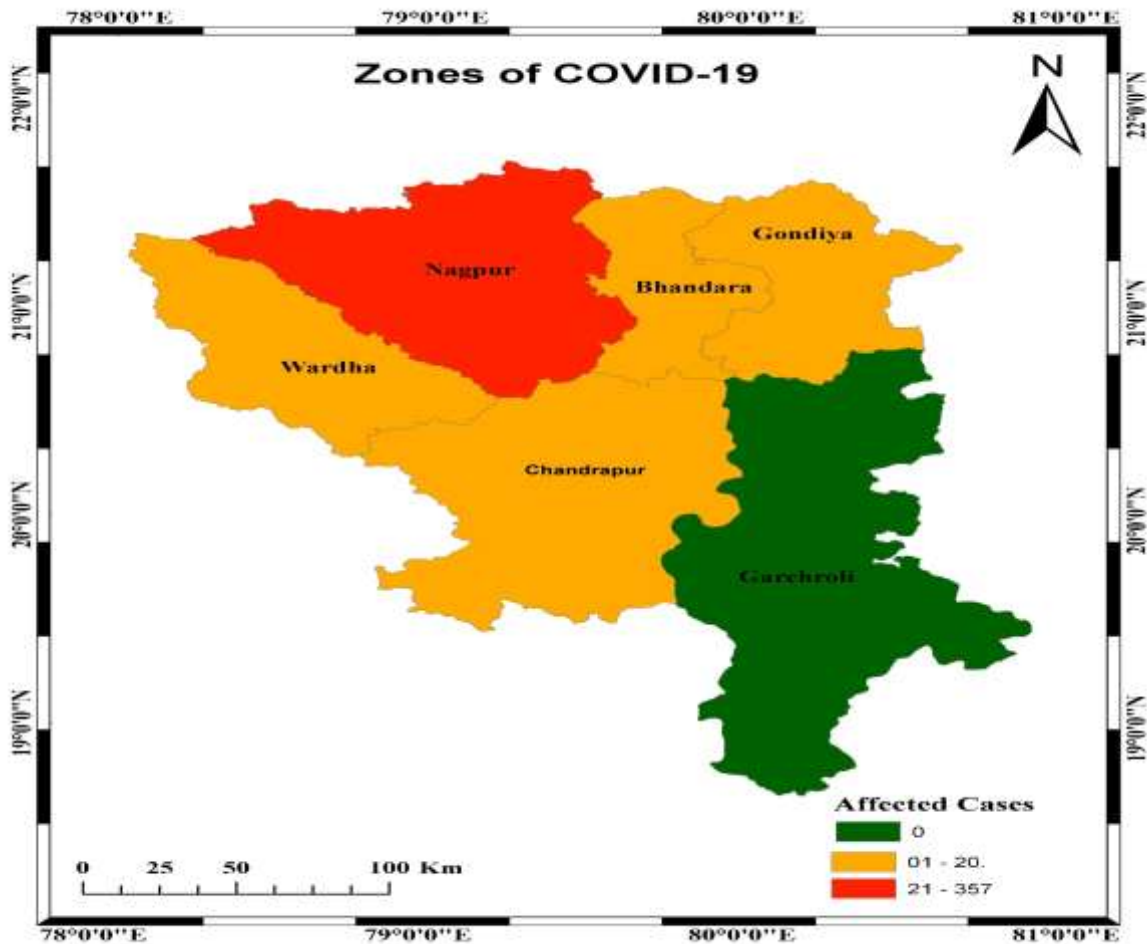 78°0'0"E 79°0'0"E 80°0'0"E 81°0'0"E
Zones of COVID-19
N
22°0'0"N 22°0'0"N
Gondiya
Nagpur
Bhandara
21°0'0"N 21°0'0"N
Wardha
Chandrapur
20°0'0"N 20°0'0"N
Garchroli
19°0'0"N 19°0'0"N
Affected Cases
0
01 - 20.
21 - 357
0 25 50 100 Km
78°0'0"E 79°0'0"E 80°0'0"E 81°0'0"E